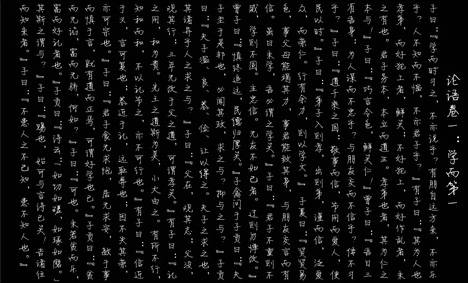 论语卷一：学而第一
子曰：『学而时习之，不亦说乎？有朋自远方来，不亦乐
乎？人不知而不愠，不亦君子乎？』有子曰：『其为人也
孝弟，而好犯上者，鲜矣；不好犯上，而好作乱者，未
之有也。君子务本，本立而道生。孝弟也者，其为仁之
本与？』子曰：『巧言令色，鲜矣仁。』曾子曰：『吾日三
省吾身：为人谋而不忠乎？与朋友交而不信乎？传不习
乎？』子曰：『道千乘之国，敬事而信，节用而爱人，使
民以时。』子曰：『弟子入则孝，出则弟，谨而信，泛爱
众，而亲仁，行有余力，则以学文。』子夏曰：『贤贤易
色，事父母能竭其力，事君能致其身，与朋友交言而有
信。虽曰未学，吾必谓之学矣。』子曰：『君子不重则不
威，学则不固。主忠信。无友不如己者。过则勿惮改。』
曾子曰：『慎终追远，民德归厚矣。』子禽问于子贡曰：『夫
子至于是邦也，必闻其政，求之与？抑与之与？』子贡
曰：『夫子温、良、恭、俭、让以得之。夫子之求之也，
其诸异乎人之求之与？』子曰：『父在，观其志；父没，
观其行；三年无改于父之道，可谓孝矣。』有子曰：『礼
之用，和为贵。先王之道斯为美，小大由之。有所不行，
知和而和，不以礼节之，亦不可行也。』有子曰：『信近
于义，言可复也；恭近于礼，远耻辱也；因不失其亲，
亦可宗也。』子曰：『君子食无求饱，居无求安，敏于事
而慎于言，就有道而正焉，可谓好学也已。』子贡曰：『贫
而无谄，富而无骄，何如？』子曰：『可也。未若贫而乐，
富而好礼者也。』子贡曰：『诗云：如切如磋，如琢如磨。
其斯之谓与？』子曰：『赐也，始可与言诗已矣！告诸往
而知来者。』子曰：『不患人之不己知，患不知人也。』